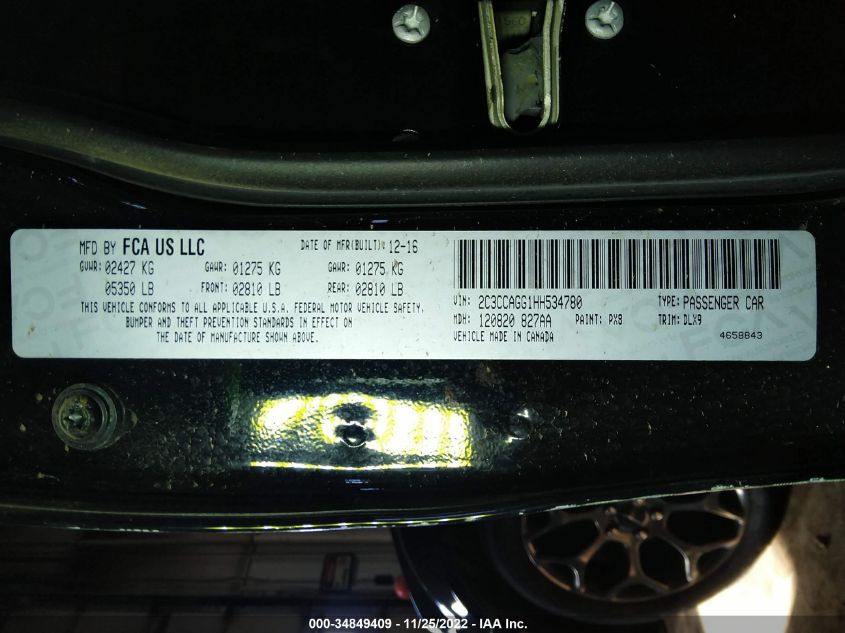 MFD BY FCA US LLC DATE OF MFR(BUILT): 12-16
GVWR: 02427 KG GAWR: 01275 KG GAWR: 01275 KG
05350 LB FRONT: 02810 LB REAR: 02810 LB
THIS VEHICLE CONFORMS TO ALL APPLICABLE U.S.A. FEDERAL MOTOR VEHICLE SAFETY,
BUMPER AND THEFT PREVENTION STANDARDS IN EFFECT ON
THE DATE OF MANUFACTURE SHOWN ABOVE.
VIN: 2C3CCAGG1HH534780 TYPE: PASSENGER CAR
MDH: 120820 827AA PAINT: PX8 TRIM: DLX9
VEHICLE MADE IN CANADA 4658843
000-34849409 - 11/25/2022 - IAA Inc.